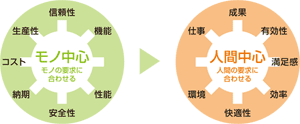 信頼性
生産性
機能
コスト
モノ中心
モノの要求に
合わせる
納期
性能
安全性
成果
仕事
有効性
人間中心
人間の要求に
合わせる
満足感
環境
効率
快適性